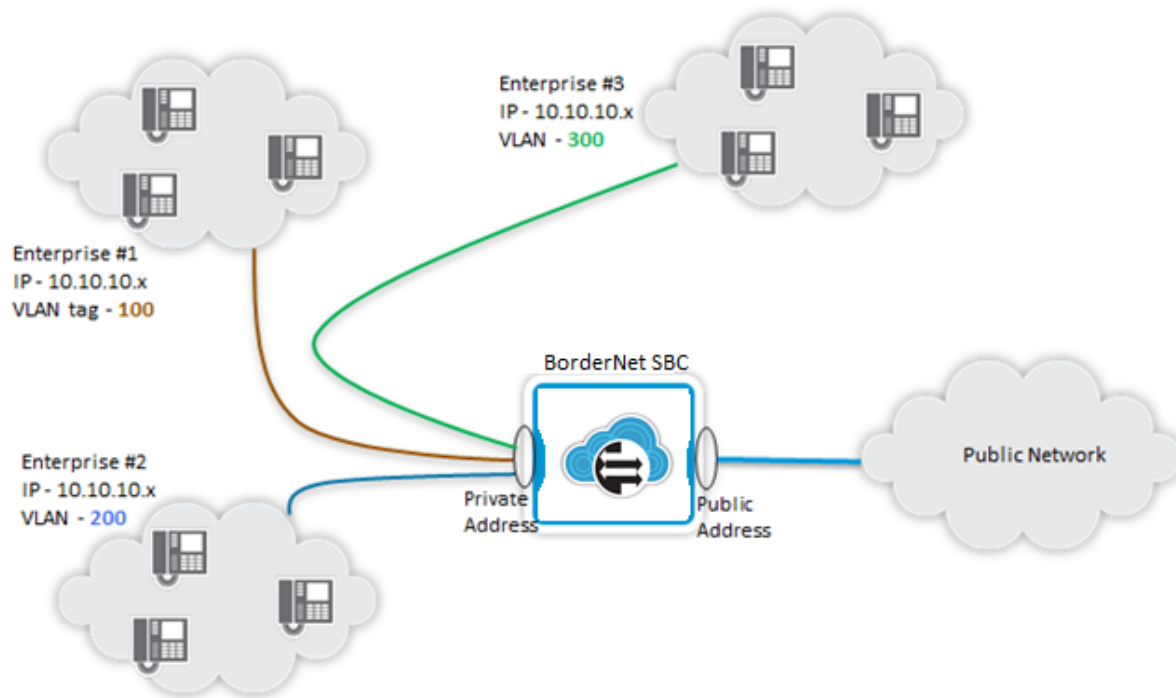 Enterprise #3
IP - 10.10.10.x
VLAN - 300
Enterprise #1
IP - 10.10.10.x
VLAN tag - 100
BorderNet SBC
Enterprise #2
IP - 10.10.10.x
VLAN - 200
Private
Address
Public
Address
Public Network